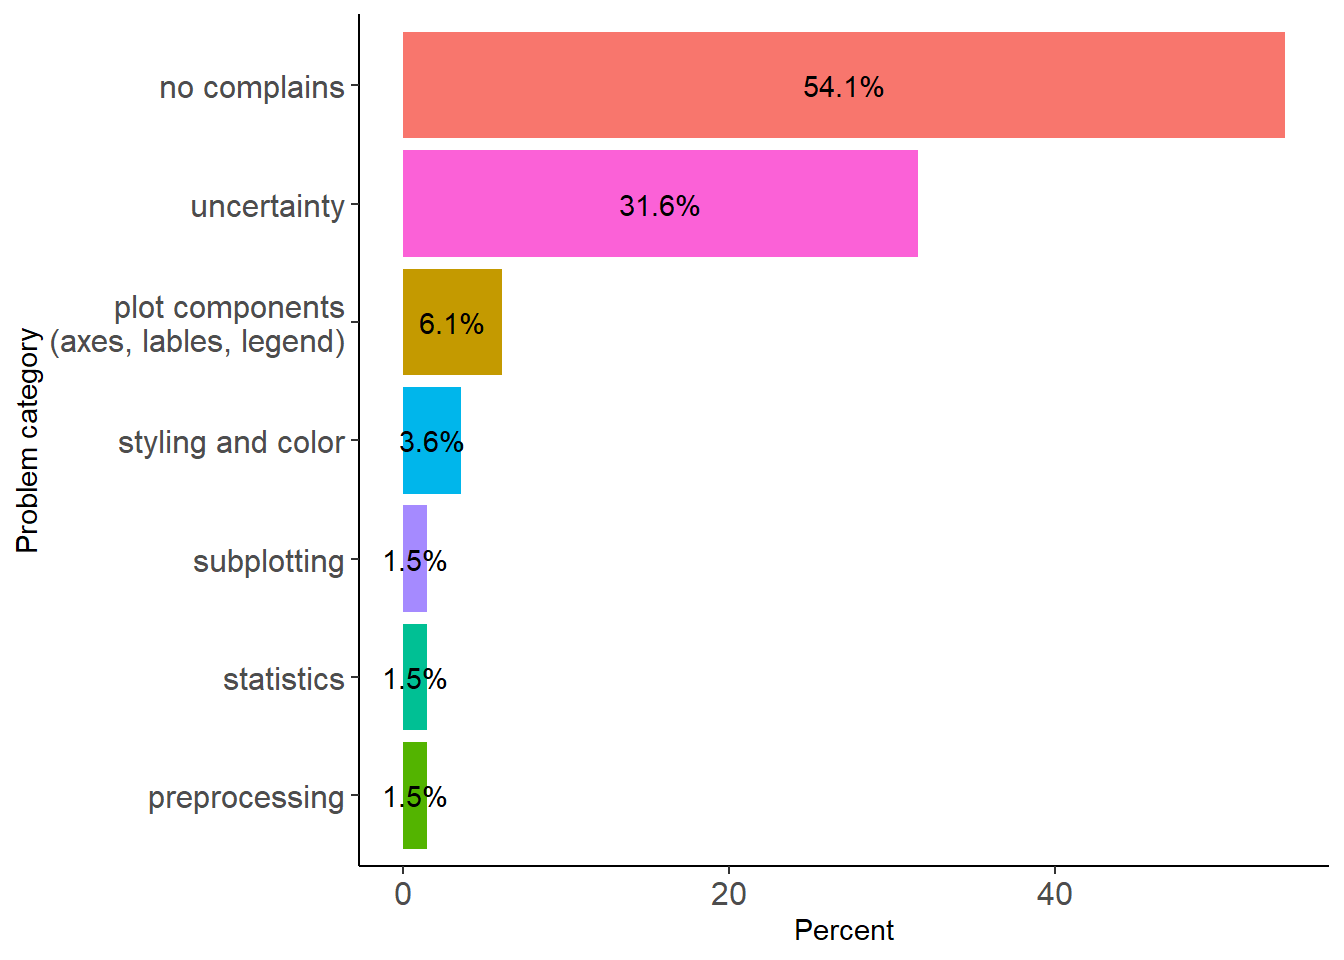 no complains
54.1%
uncertainty
31.6%
plot components
(axes, lables, legend)
6.1%
styling and color
3.6%
subplotting
1.5%
statistics
1.5%
preprocessing
1.5%
Problem category
0
20
40
Percent